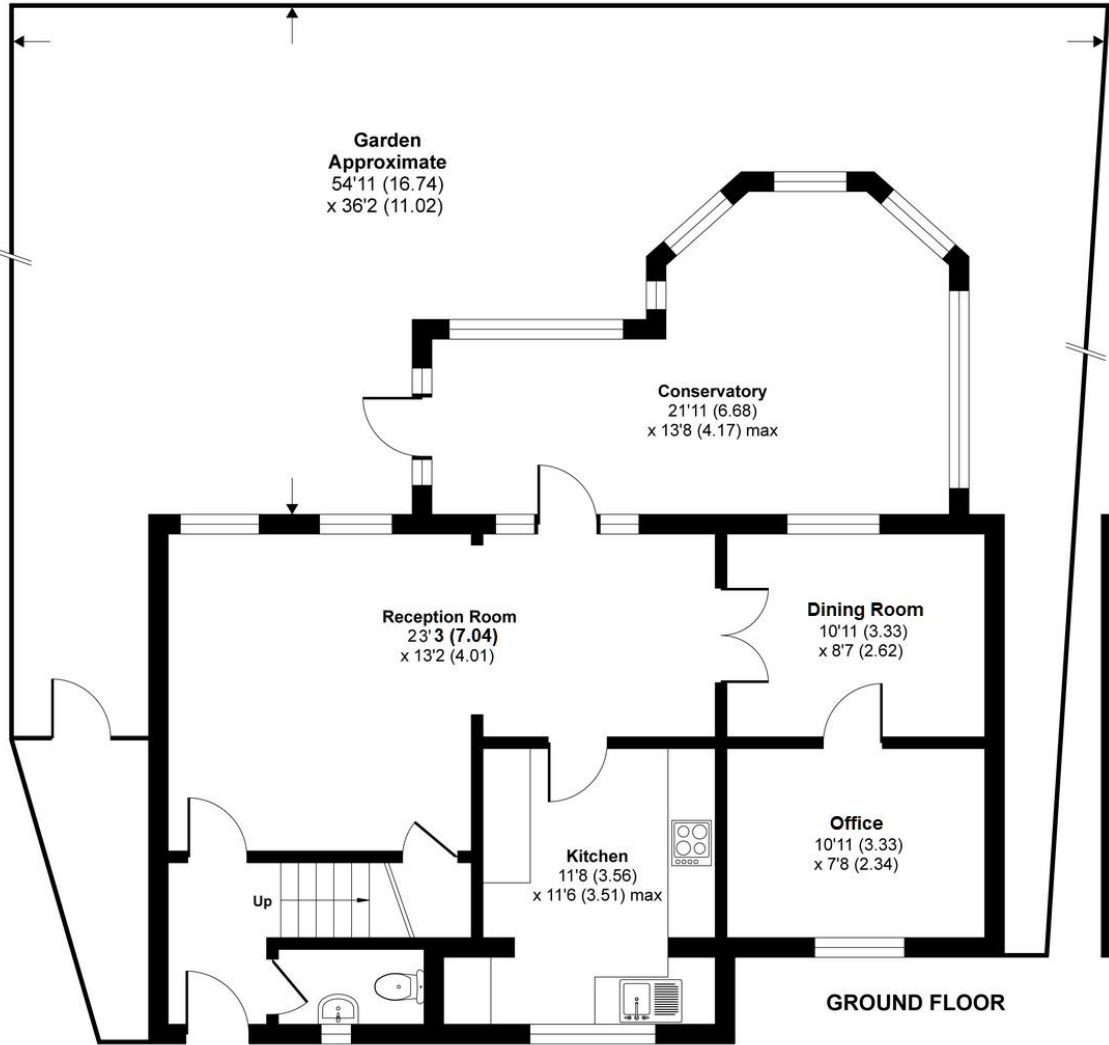 Garden
Approximate
54'11 (16.74)
x 36'2 (11.02)
Conservatory
21'11 (6.68)
x 13'8 (4.17) max
Reception Room
23'3 (7.04)
x 13'2 (4.01)
Dining Room
10'11 (3.33)
x 8'7 (2.62)
Kitchen
11'8 (3.56)
x 11'6 (3.51) max
Office
10'11 (3.33)
x 7'8 (2.34)
Up
GROUND FLOOR